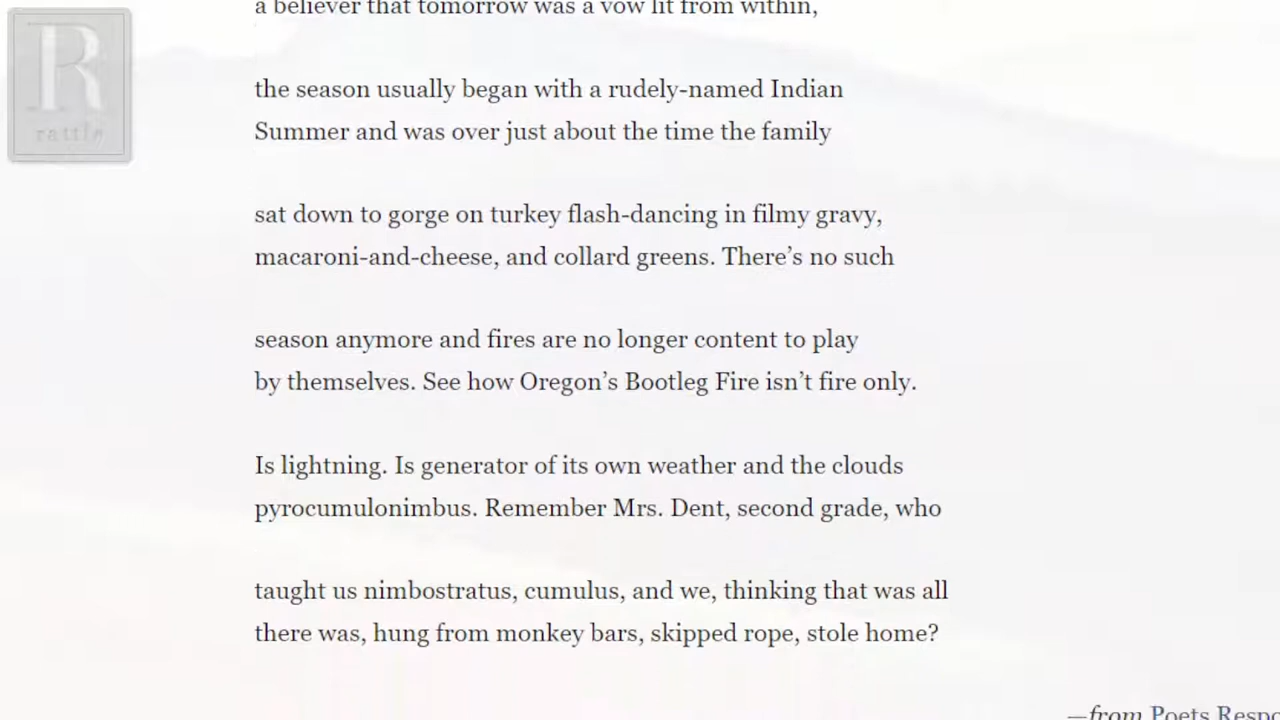 a believer that tomorrow was a vow lit from within,
R
rattle
the season usually began with a rudely-named Indian
Summer and was over just about the time the family
sat down to gorge on turkey flash-dancing in filmy gravy,
macaroni-and-cheese, and collard greens. There’s no such
season anymore and fires are no longer content to play
by themselves. See how Oregon’s Bootleg Fire isn’t fire only.
Is lightning. Is generator of its own weather and the clouds
pyrocumulonimbus. Remember Mrs. Dent, second grade, who
taught us nimbostratus, cumulus, and we, thinking that was all
there was, hung from monkey bars, skipped rope, stole home?
—from Poets Respo